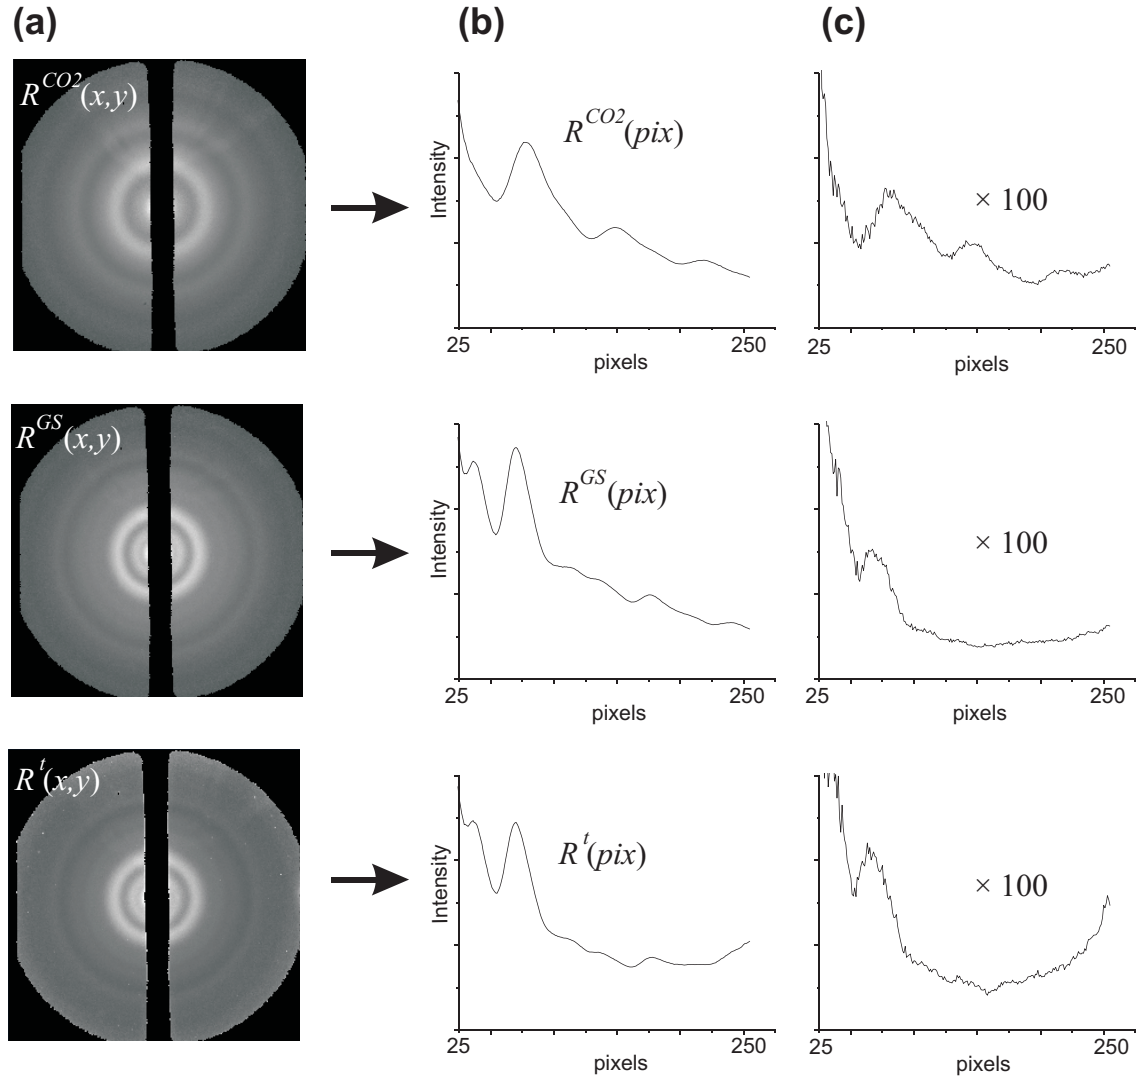 (a) (b) (c)
R^CO2(x,y)
Intensity
R^CO2(pix)
25 250
pixels
× 100
25 250
pixels
R^GS(x,y)
Intensity
R^GS(pix)
25 250
pixels
× 100
25 250
pixels
R^t(x,y)
Intensity
R^t(pix)
25 250
pixels
× 100
25 250
pixels